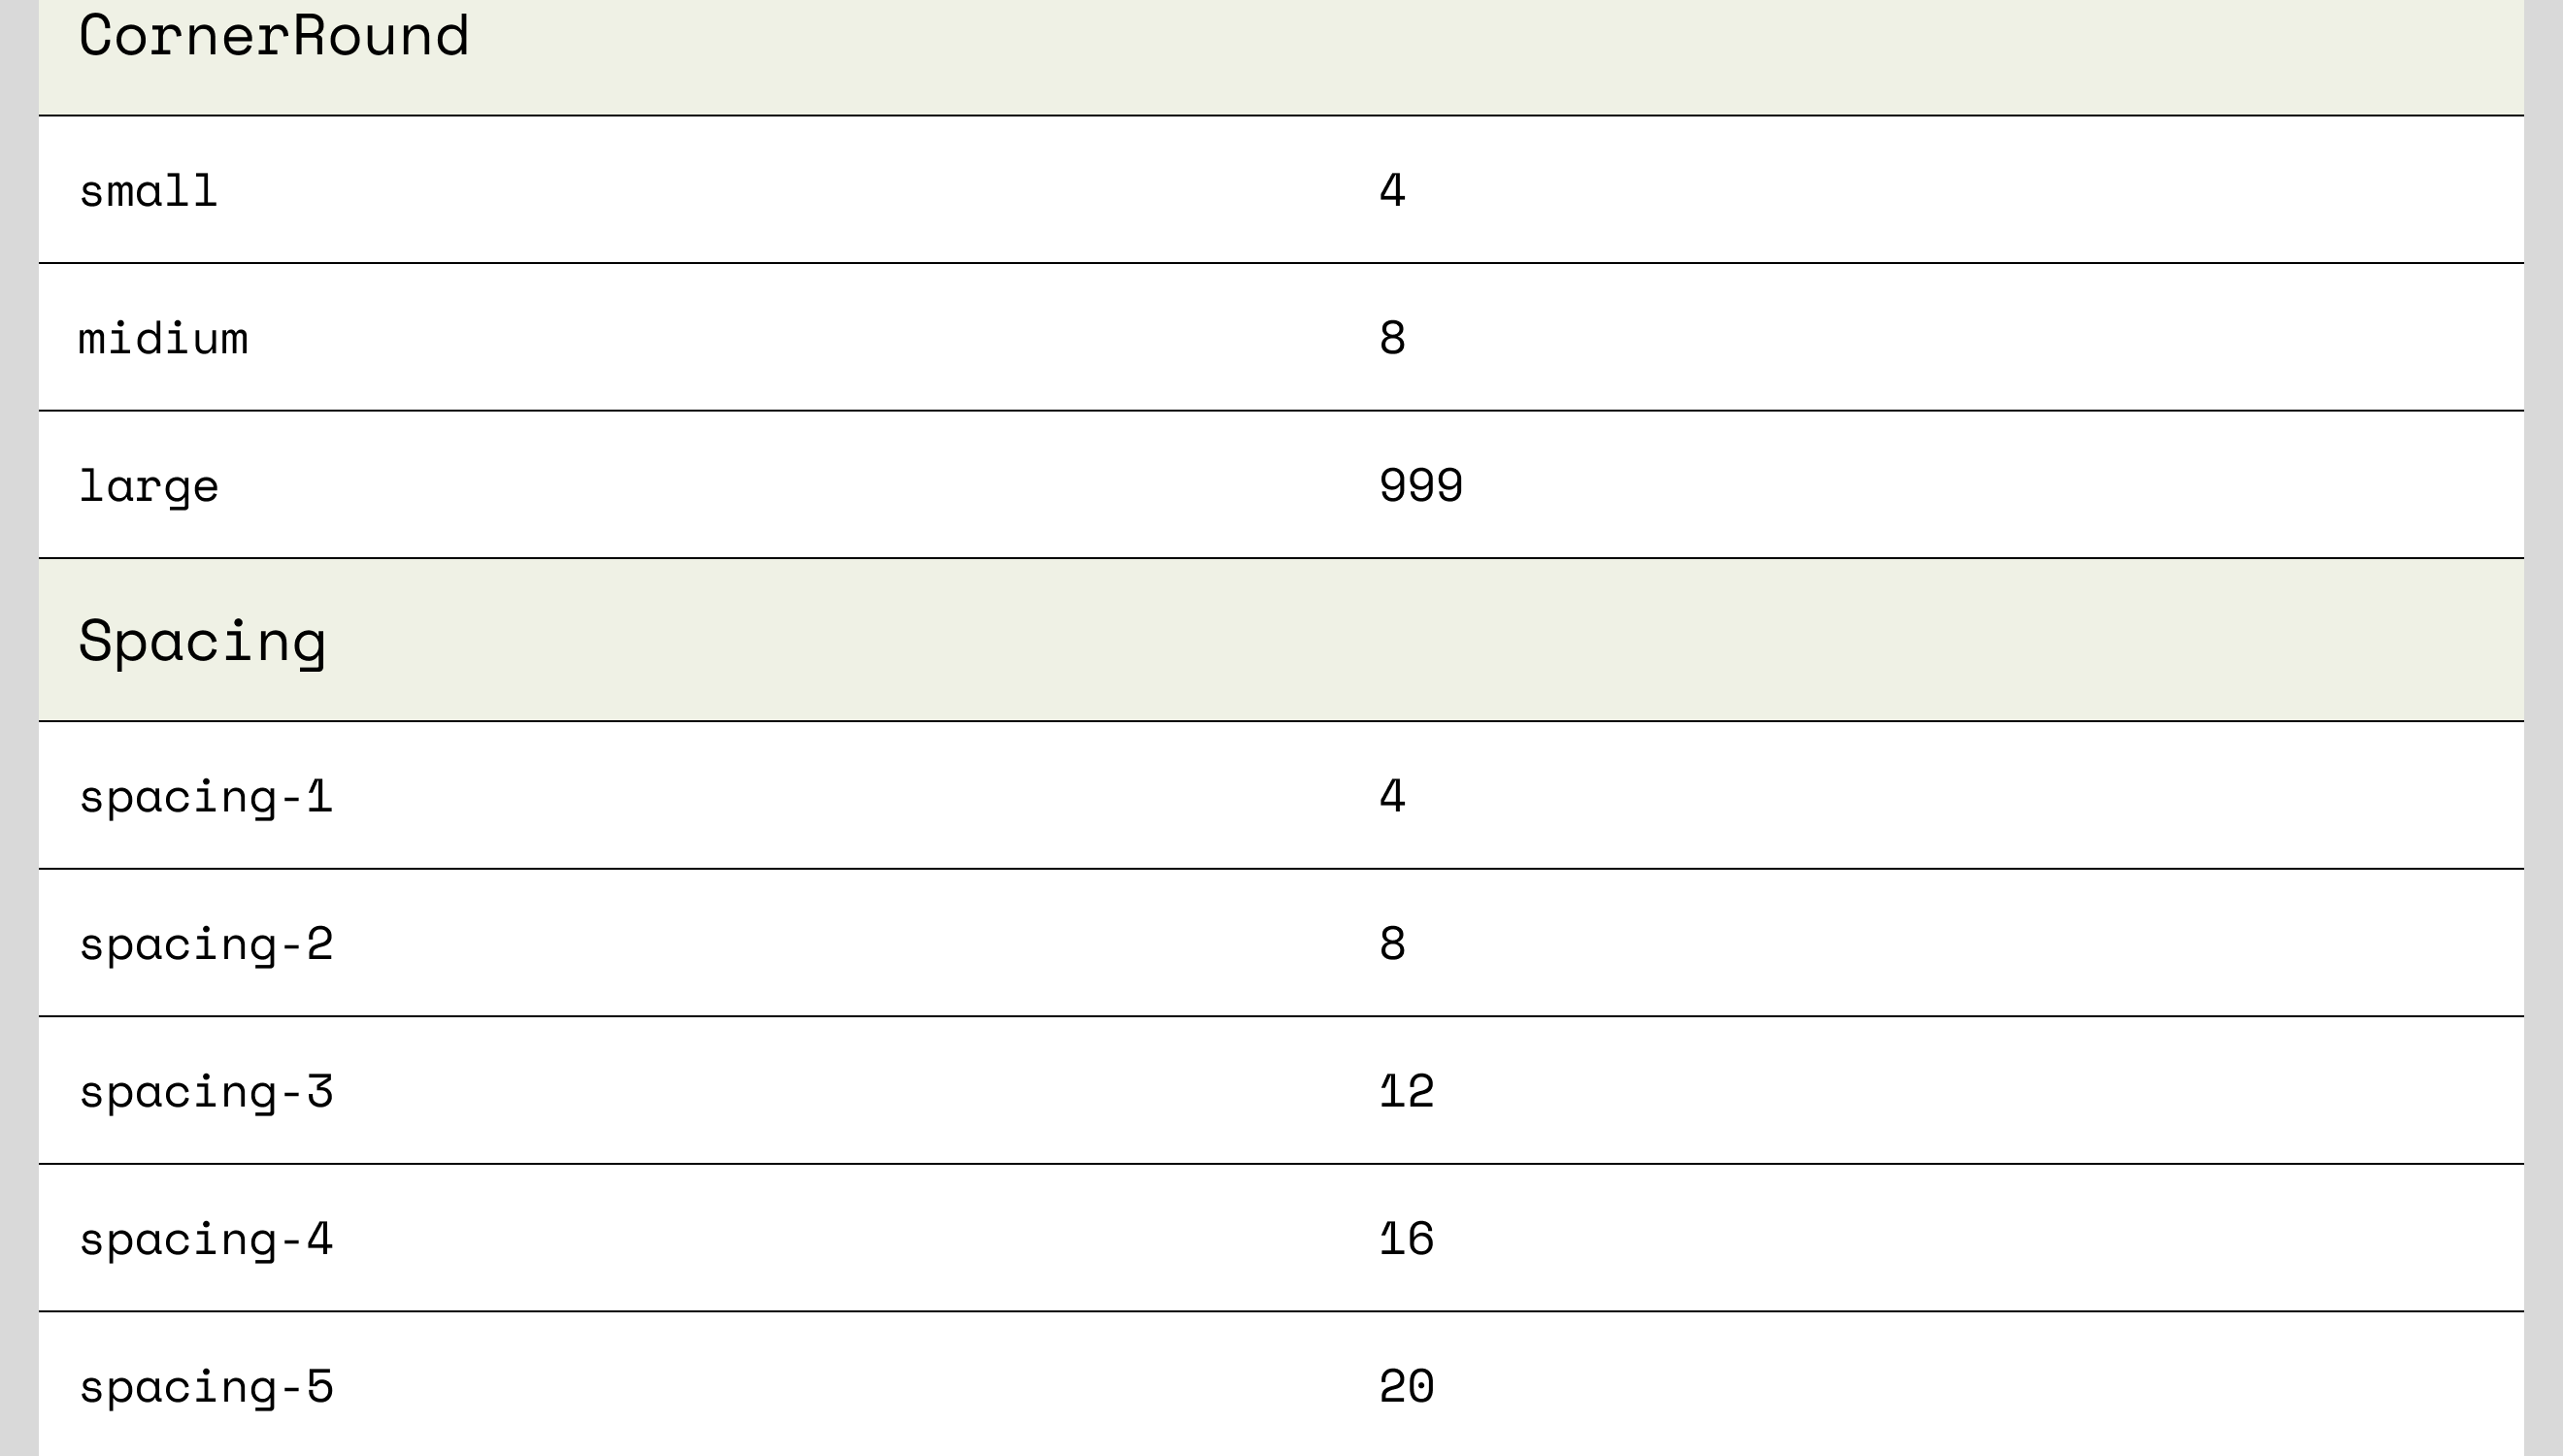 CornerRound
small 4
midium 8
large 999
Spacing
spacing-1 4
spacing-2 8
spacing-3 12
spacing-4 16
spacing-5 20